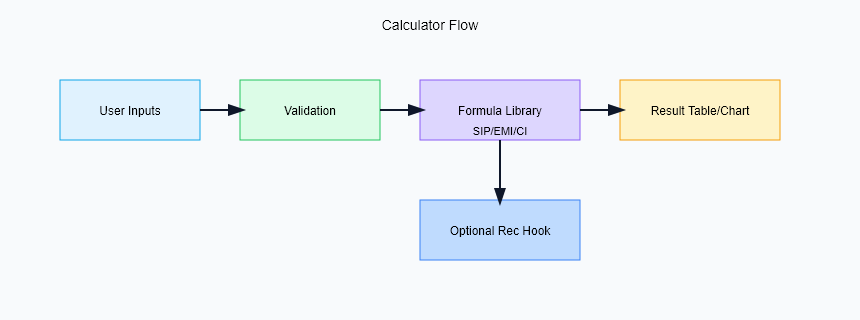 Calculator Flow
User Inputs
Validation
Formula Library
SIP/EMI/CI
Result Table/Chart
Optional Rec Hook